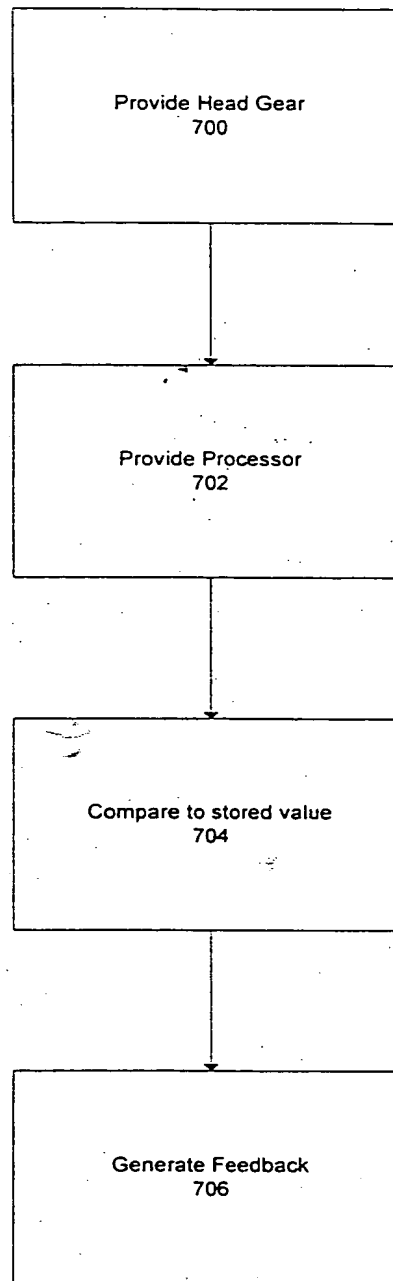 Provide Head Gear
700
Provide Processor
702
Compare to stored value
704
Generate Feedback
706